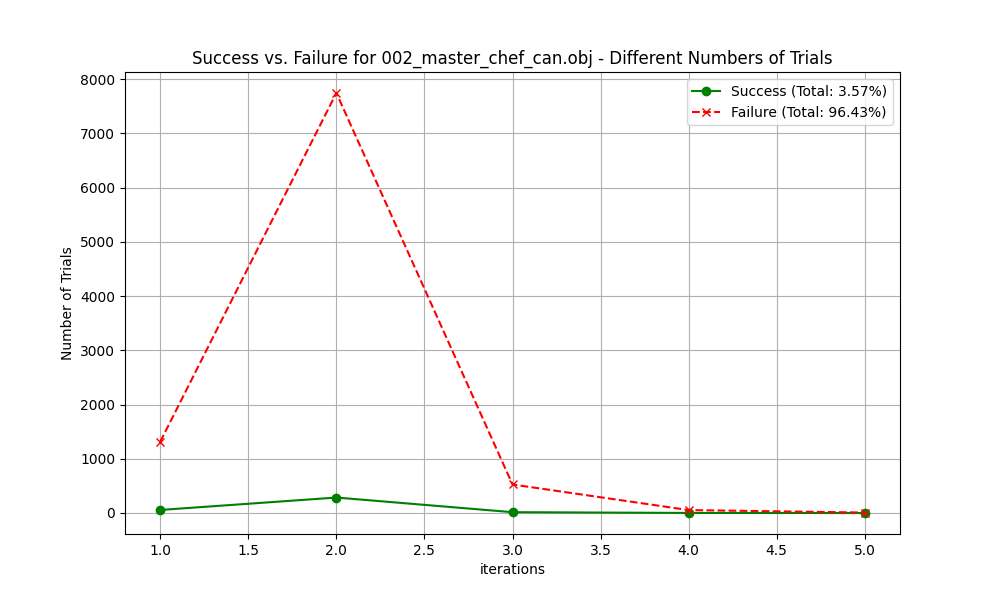 Success vs. Failure for 002_master_chef_can.obj - Different Numbers of Trials
Success (Total: 3.57%)
Failure (Total: 96.43%)
Number of Trials
8000
7000
6000
5000
4000
3000
2000
1000
0
1.0 1.5 2.0 2.5 3.0 3.5 4.0 4.5 5.0
iterations